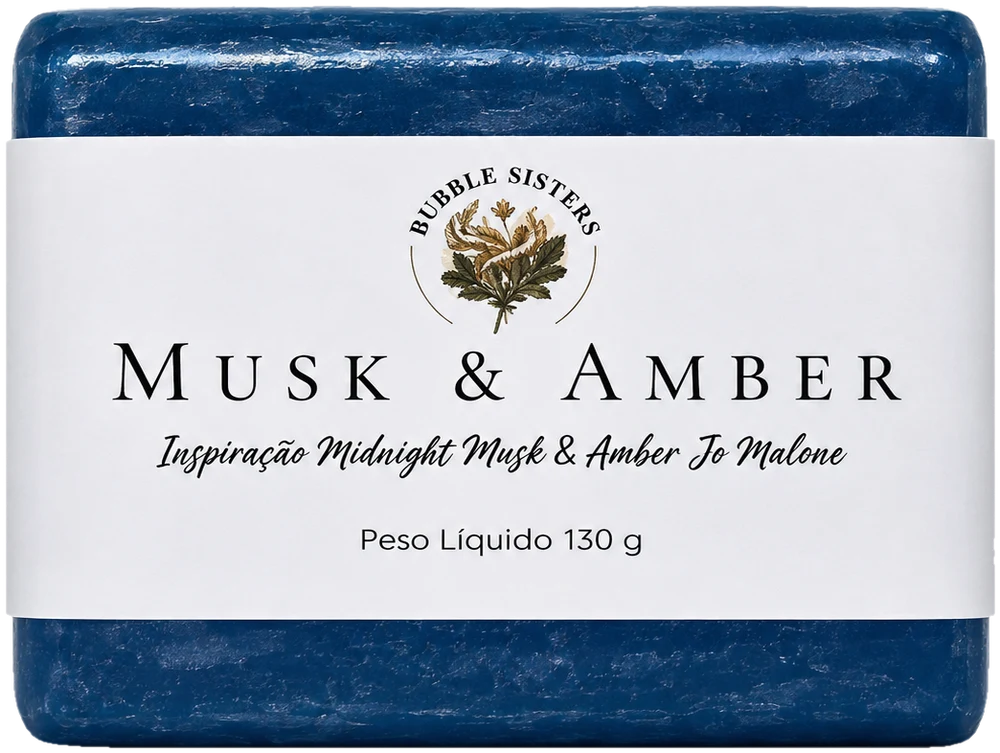 BUBBLE SISTERS
MUSK & AMBER
Inspiração Midnight Musk & Amber Jo Malone
Peso Líquido 130 g